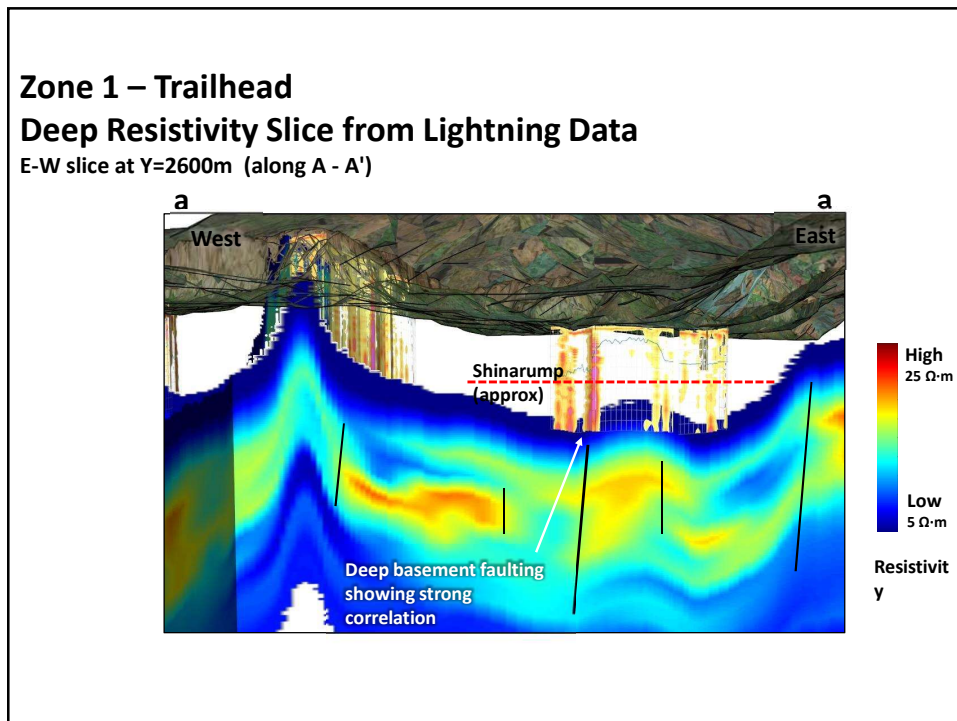 Zone 1 – Trailhead
Deep Resistivity Slice from Lightning Data
E-W slice at Y=2600m (along A - A')
a
a
West
East
Shinarump
(approx)
High
25 Ω·m
Low
5 Ω·m
Resistivit
y
Deep basement faulting
showing strong
correlation